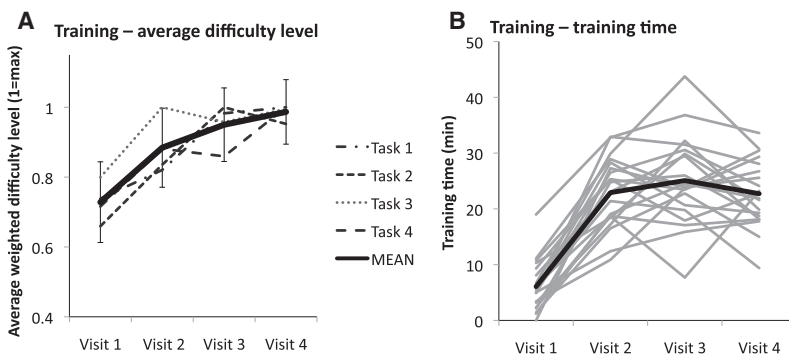 A
Training – average difficulty level
Average weighted difficulty level (1=max)
1
0.8
0.6
0.4
Visit 1 Visit 2 Visit 3 Visit 4
Task 1
Task 2
Task 3
Task 4
MEAN
B
Training – training time
Training time (min)
50
40
30
20
10
0
Visit 1 Visit 2 Visit 3 Visit 4